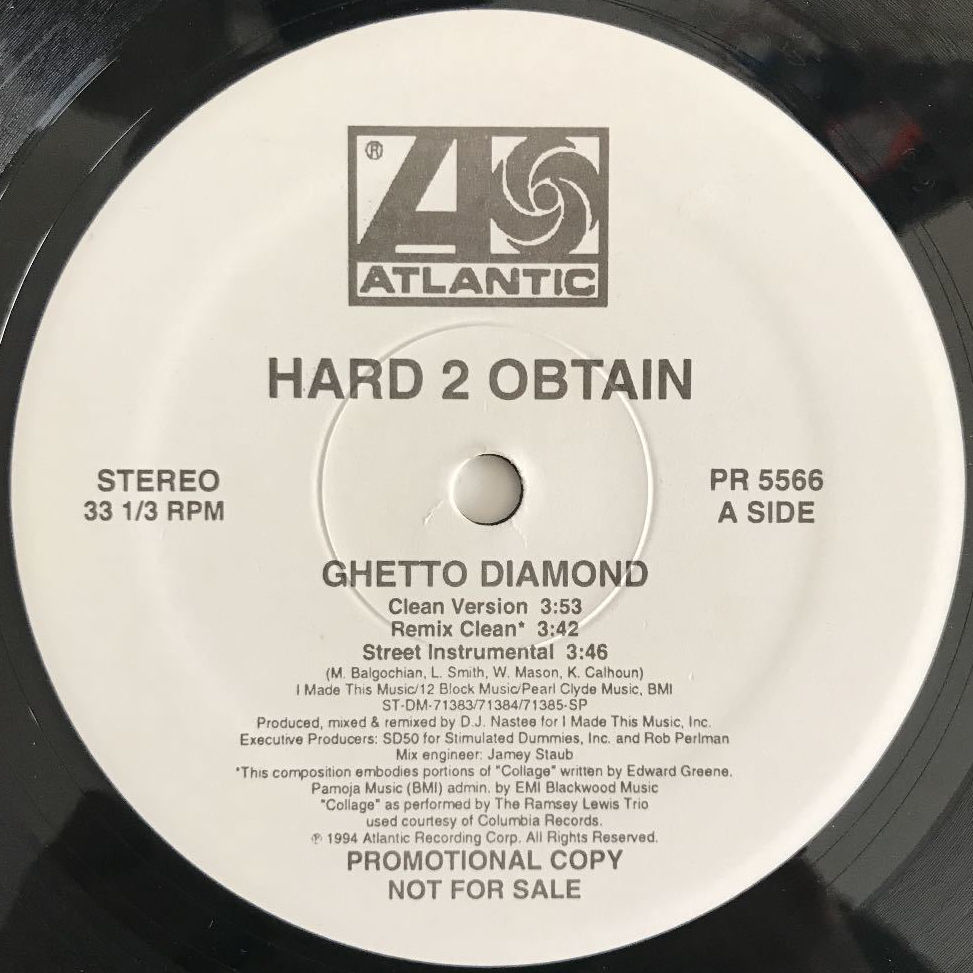 ®
ATLANTIC
HARD 2 OBTAIN
STEREO
33 1/3 RPM
PR 5566
A SIDE
GHETTO DIAMOND
Clean Version 3:53
Remix Clean* 3:42
Street Instrumental 3:46
(M. Balgochian, L. Smith, W. Mason, K. Calhoun)
I Made This Music/12 Block Music/Pearl Clyde Music, BMI
ST-DM-71383/71384/71385-SP
Produced, mixed & remixed by D.J. Nastee for I Made This Music, Inc.
Executive Producers: SD50 for Stimulated Dummies, Inc. and Rob Perlman
Mix engineer: Jamey Staub
*This composition embodies portions of "Collage" written by Edward Greene.
Pamoja Music (BMI) admin. by EMI Blackwood Music
"Collage" as performed by The Ramsey Lewis Trio
used courtesy of Columbia Records.
℗ 1994 Atlantic Recording Corp. All Rights Reserved.
PROMOTIONAL COPY
NOT FOR SALE